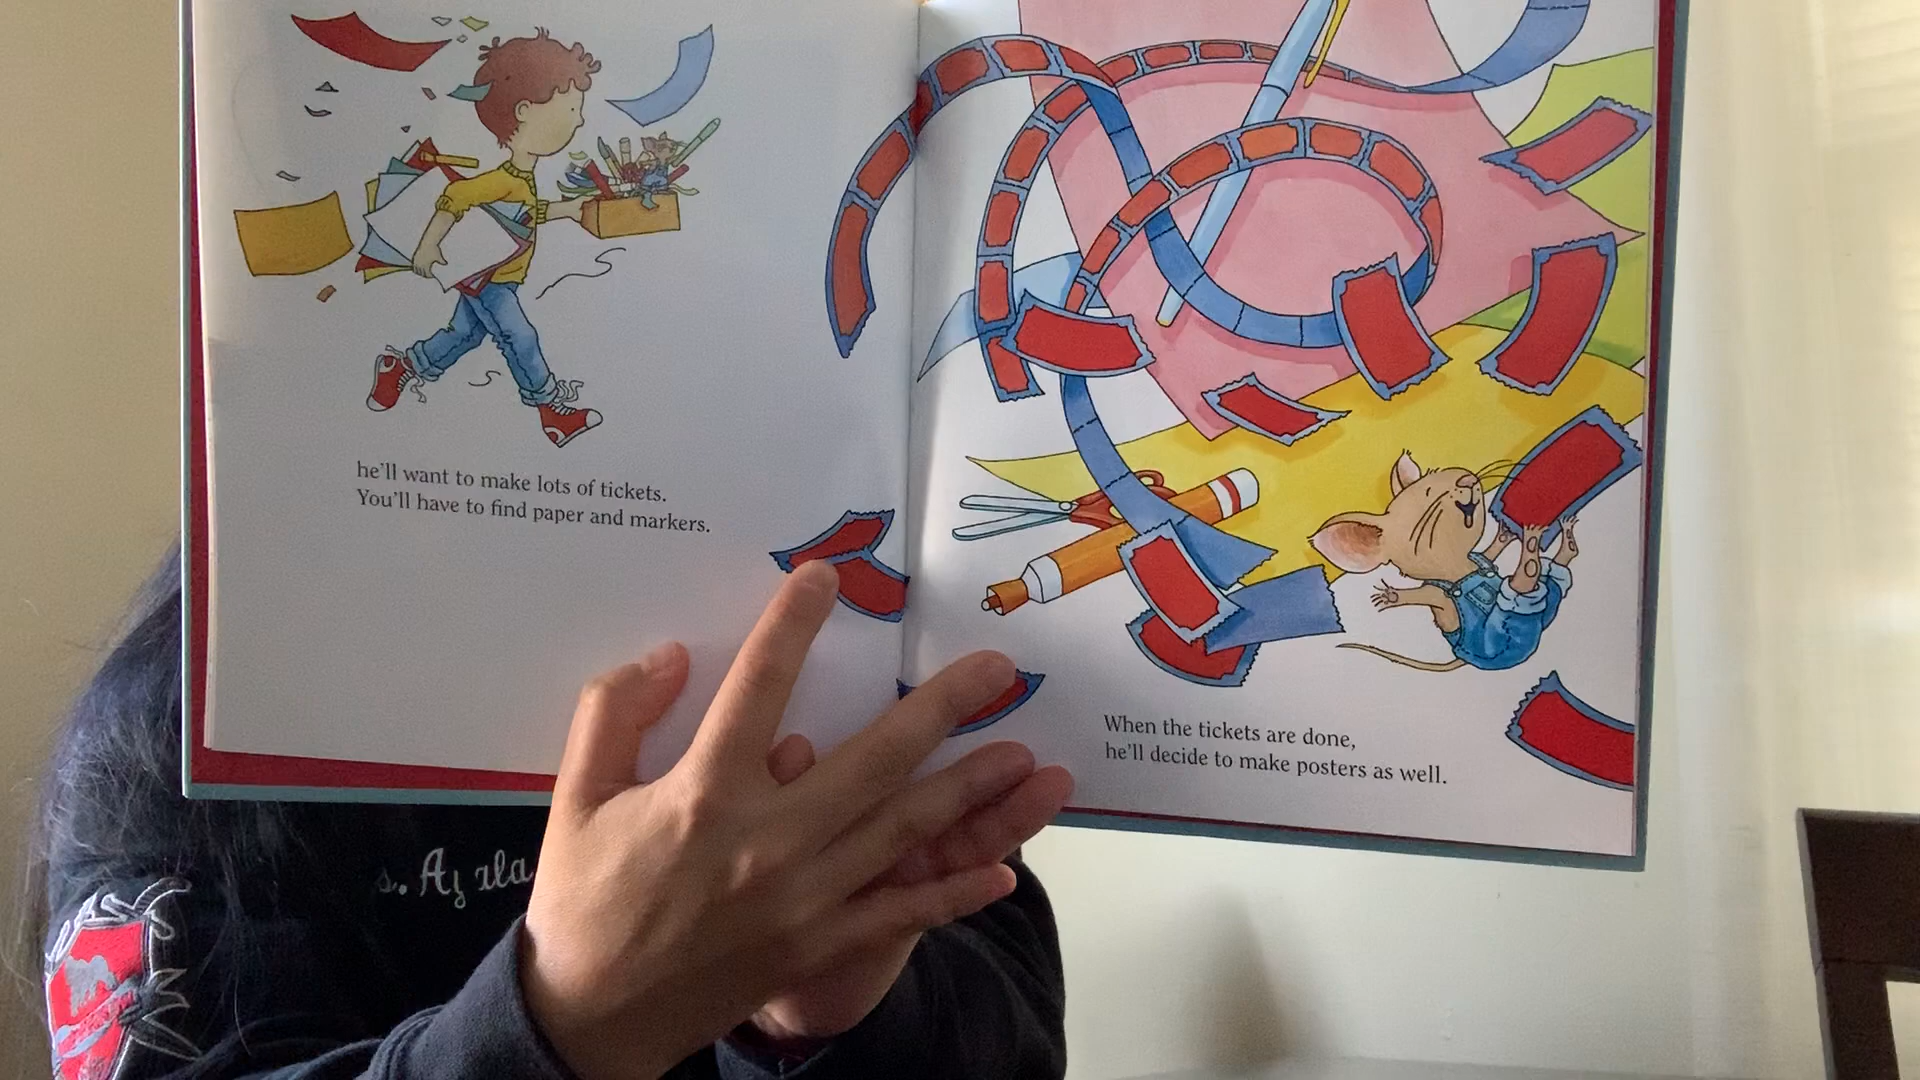 he'll want to make lots of tickets.
You'll have to find paper and markers.
When the tickets are done,
he'll decide to make posters as well.